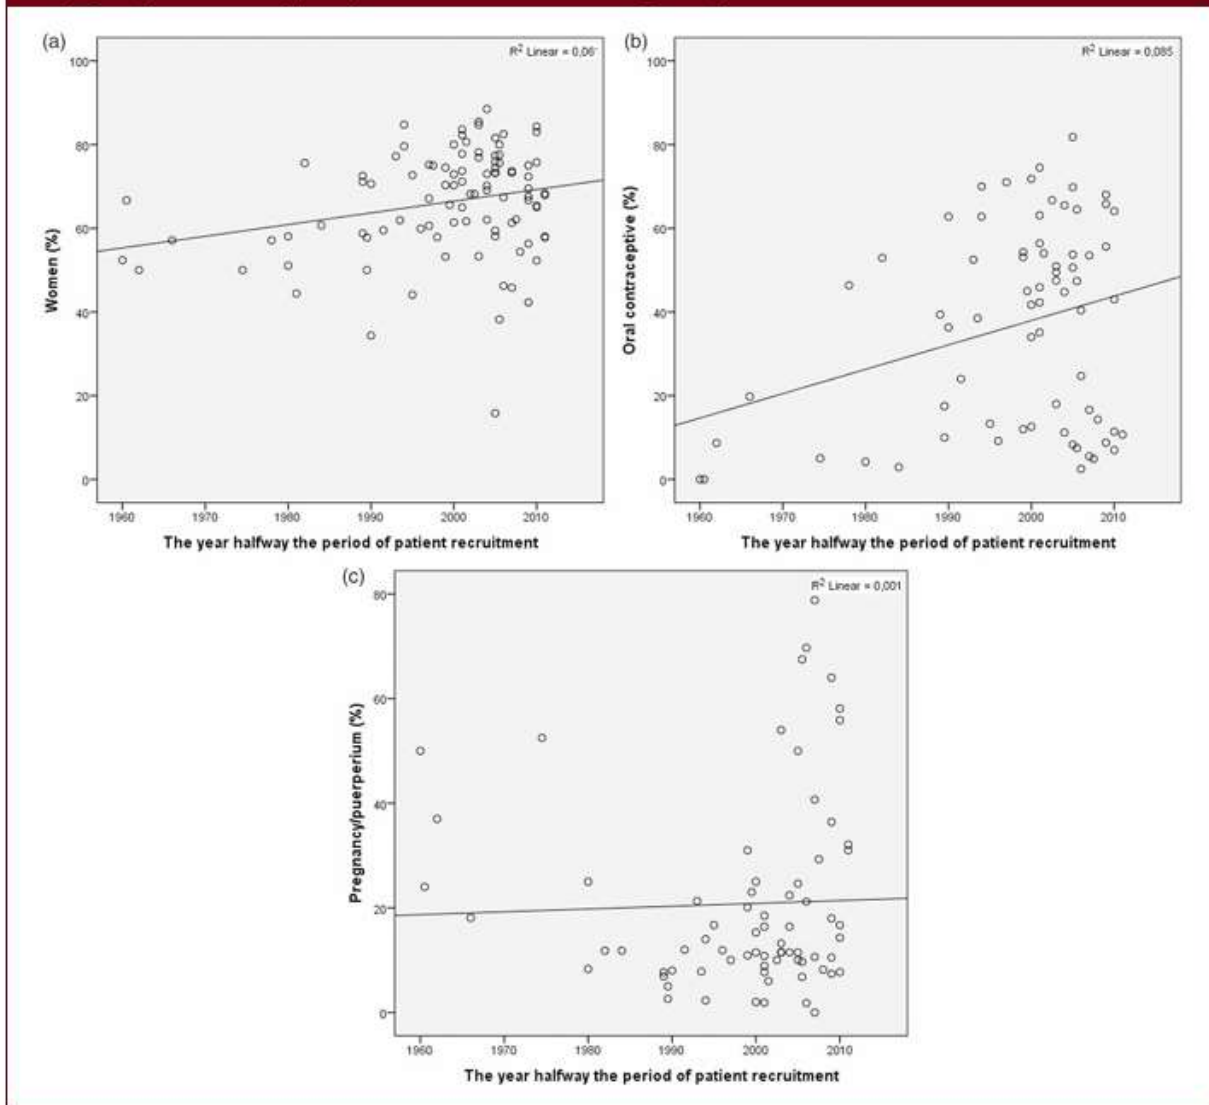 (a)
R2 Linear = 0,06
100
80
60
40
20
0
Women (%)
1960 1970 1980 1990 2000 2010
The year halfway the period of patient recruitment
(b)
R2 Linear = 0,085
100
80
60
40
20
0
Oral contraceptive (%)
1960 1970 1980 1990 2000 2010
The year halfway the period of patient recruitment
(c)
R2 Linear = 0,001
80
60
40
20
0
Pregnancy/puerperium (%)
1960 1970 1980 1990 2000 2010
The year halfway the period of patient recruitment